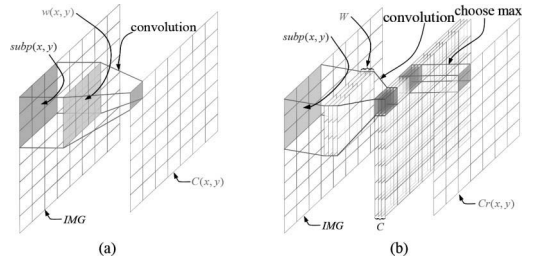 w(x, y)
convolution
subp(x, y)
C(x, y)
IMG
(a)
W
convolution
choose max
subp(x, y)
Cr(x, y)
IMG
C
(b)